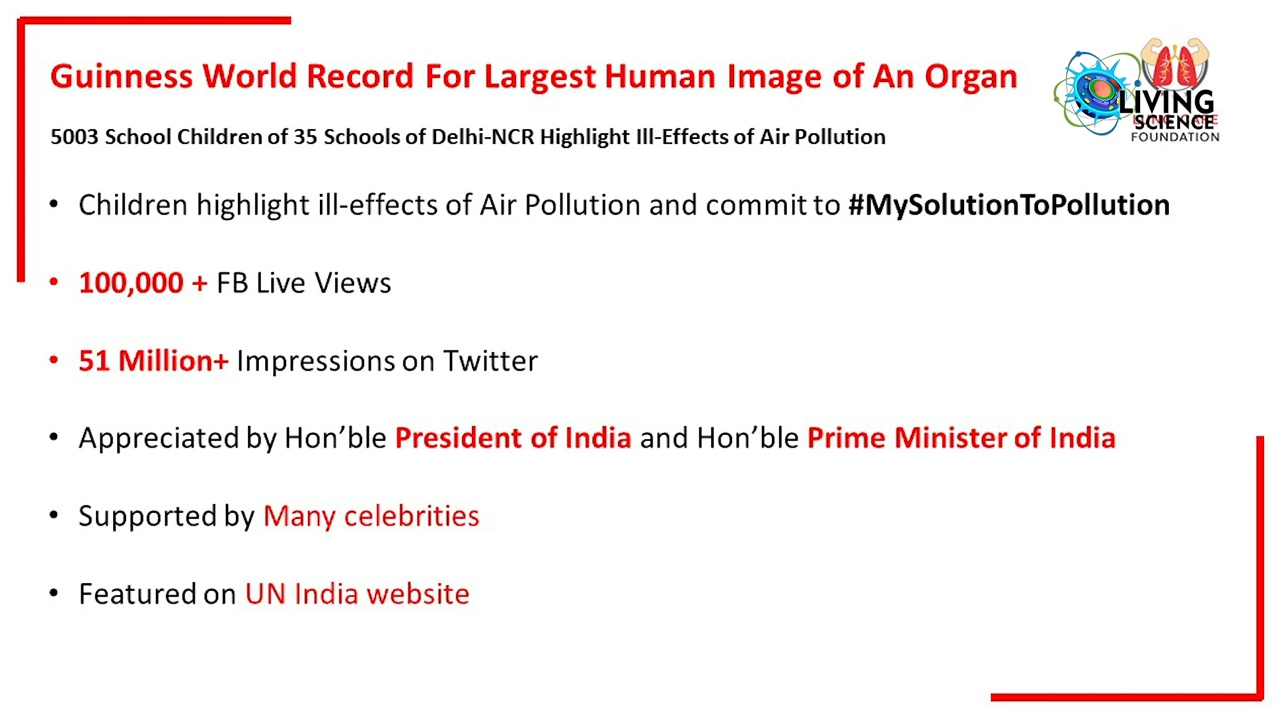 Guinness World Record For Largest Human Image of An Organ
5003 School Children of 35 Schools of Delhi-NCR Highlight Ill-Effects of Air Pollution
LIVING
SCIENCE
FOUNDATION
• Children highlight ill-effects of Air Pollution and commit to #MySolutionToPollution
• 100,000 + FB Live Views
• 51 Million+ Impressions on Twitter
• Appreciated by Hon’ble President of India and Hon’ble Prime Minister of India
• Supported by Many celebrities
• Featured on UN India website